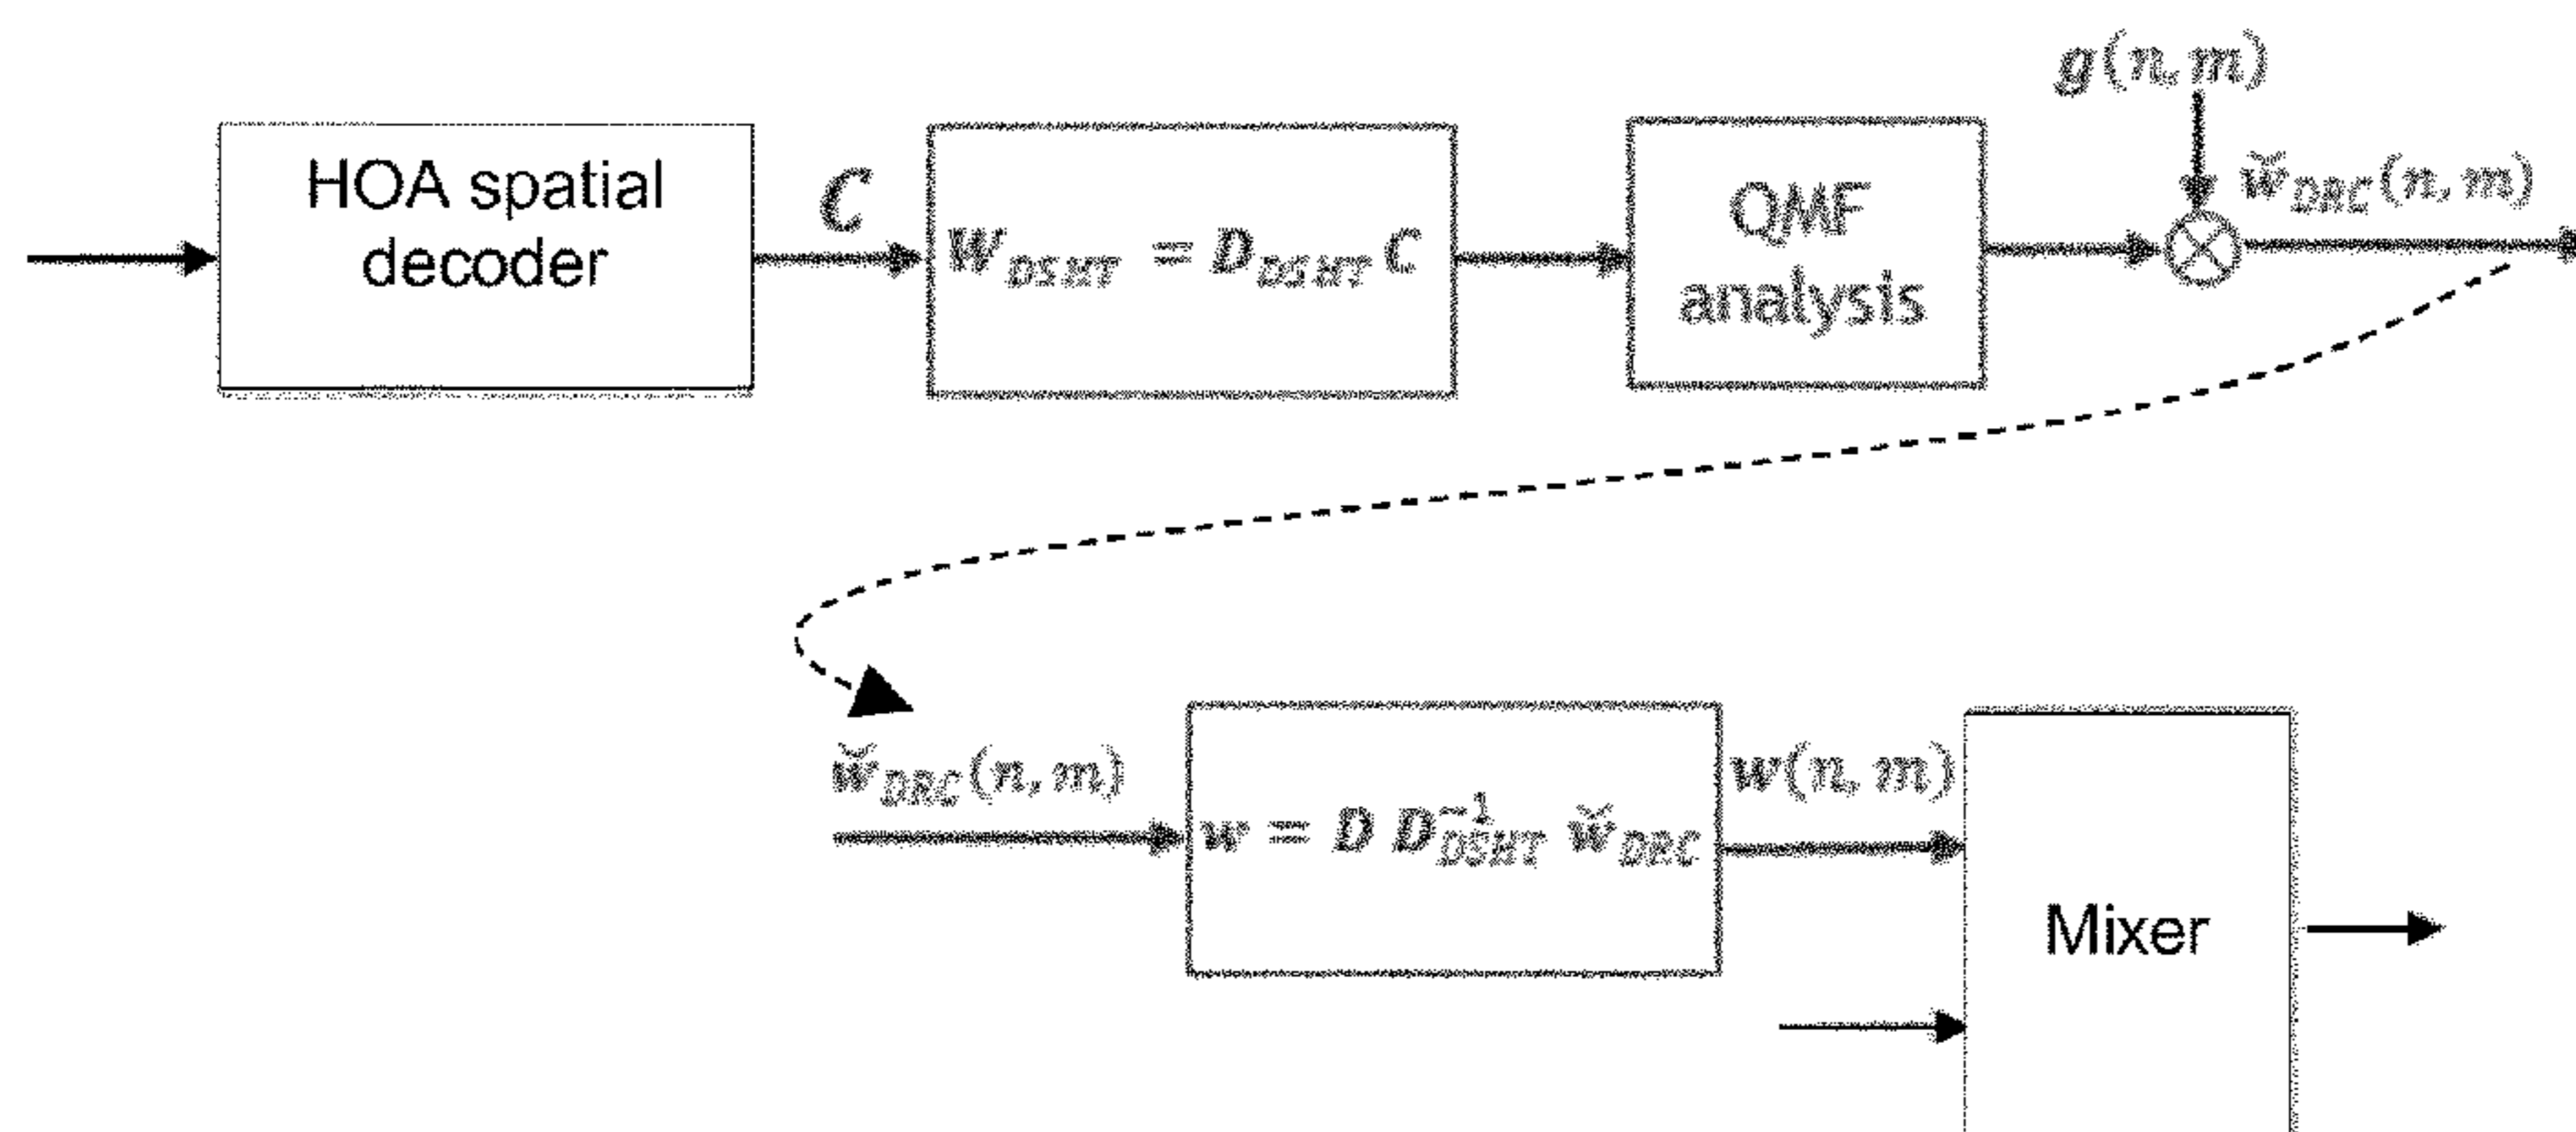 g(n, m)
HOA spatial
decoder
C
W_DSHT = D_DSHT C
QMF
analysis
w̌_DRC(n, m)
w̌_DRC(n, m)
w = D D_DSHT^-1 w̌_DRC
w(n, m)
Mixer